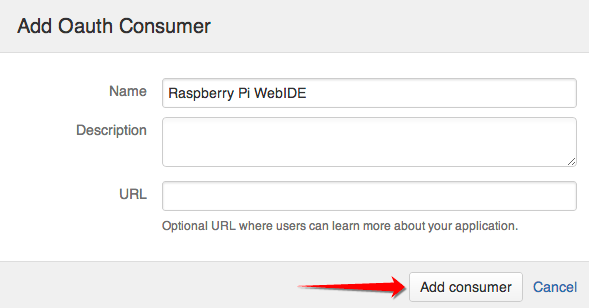 Add Oauth Consumer
Name
Raspberry Pi WebIDE
Description
URL
Optional URL where users can learn more about your application.
Add consumer Cancel